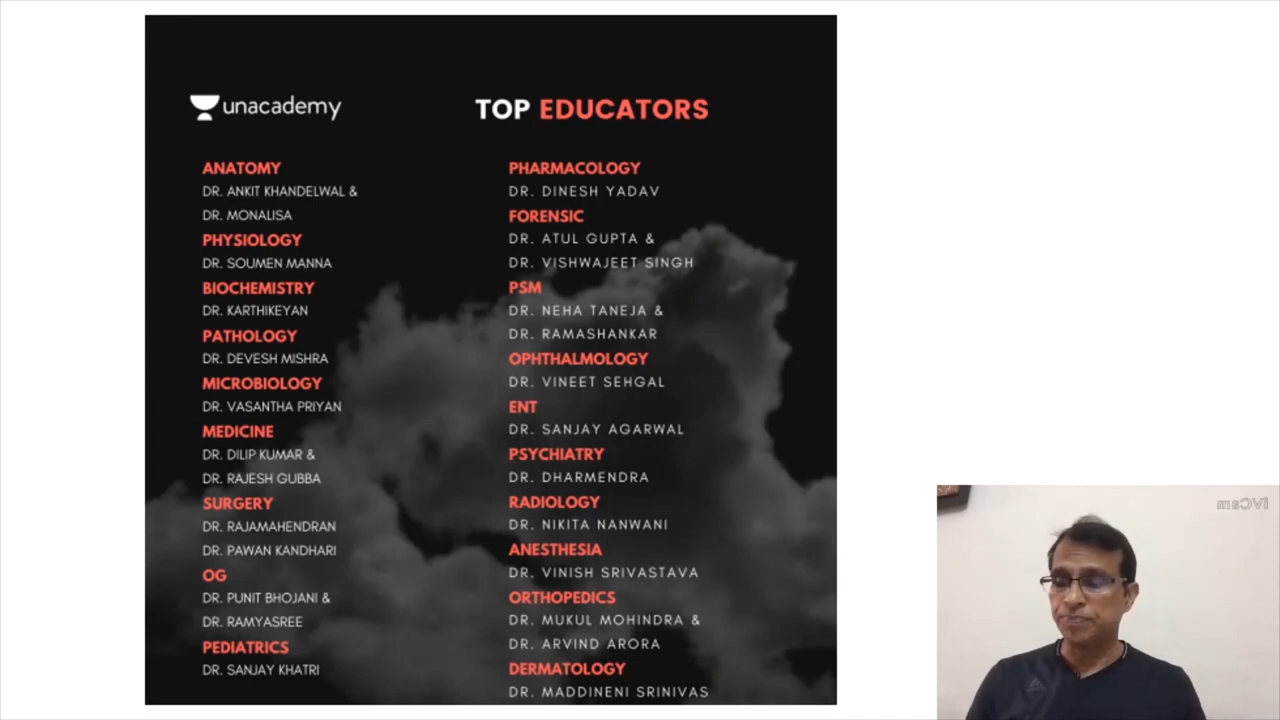 unacademy
TOP EDUCATORS
ANATOMY
DR. ANKIT KHANDELWAL &
DR. MONALISA
PHYSIOLOGY
DR. SOUMEN MANNA
BIOCHEMISTRY
DR. KARTHIKEYAN
PATHOLOGY
DR. DEVESH MISHRA
MICROBIOLOGY
DR. VASANTHA PRIYAN
MEDICINE
DR. DILIP KUMAR &
DR. RAJESH GUBBA
SURGERY
DR. RAJAMAHENDRAN
DR. PAWAN KANDHARI
OG
DR. PUNIT BHOJANI &
DR. RAMYASREE
PEDIATRICS
DR. SANJAY KHATRI
PHARMACOLOGY
DR. DINESH YADAV
FORENSIC
DR. ATUL GUPTA &
DR. VISHWAJEET SINGH
PSM
DR. NEHA TANEJA &
DR. RAMASHANKAR
OPHTHALMOLOGY
DR. VINEET SEHGAL
ENT
DR. SANJAY AGARWAL
PSYCHIATRY
DR. DHARMENDRA
RADIOLOGY
DR. NIKITA NANWANI
ANESTHESIA
DR. VINISH SRIVASTAVA
ORTHOPEDICS
DR. MUKUL MOHINDRA &
DR. ARVIND ARORA
DERMATOLOGY
DR. MADDINENI SRINIVAS
iVCam